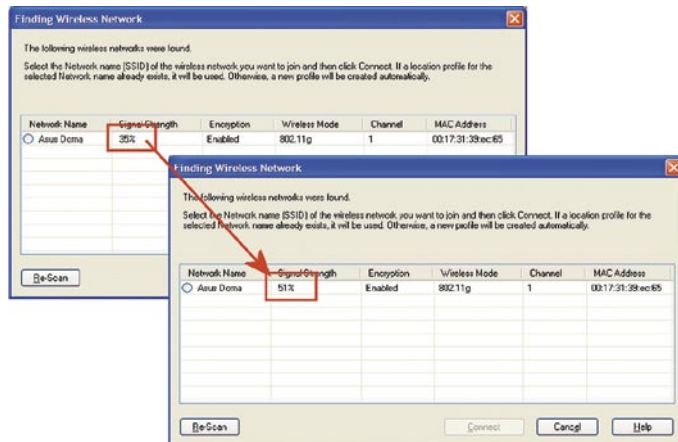 Finding Wireless Network
The following wireless networks were found.
Select the Network name (SSID) of the wireless network you want to join and then click Connect. If a location profile for the
selected Network name already exists, it will be used. Otherwise, a new profile will be created automatically.
Network Name Signal Strength Encryption Wireless Mode Channel MAC Address
Asus Doma 35% Enabled 802.11g 1 00:17:31:39:ec:65
Re-Scan
Finding Wireless Network
The following wireless networks were found.
Select the Network name (SSID) of the wireless network you want to join and then click Connect. If a location profile for the
selected Network name already exists, it will be used. Otherwise, a new profile will be created automatically.
Network Name Signal Strength Encryption Wireless Mode Channel MAC Address
Asus Doma 51% Enabled 802.11g 1 00:17:31:39:ec:65
Re-Scan Connect Cancel Help